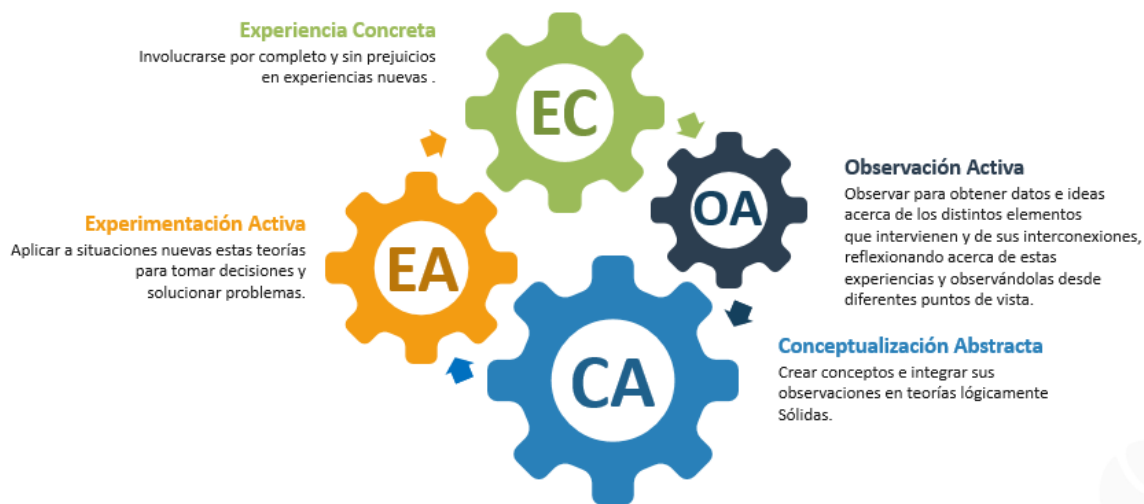 Experiencia Concreta
Involucrarse por completo y sin prejuicios
en experiencias nuevas .
EC
Observación Activa
Observar para obtener datos e ideas
acerca de los distintos elementos
que intervienen y de sus interconexiones,
reflexionando acerca de estas
experiencias y observándolas desde
diferentes puntos de vista.
OA
Experimentación Activa
Aplicar a situaciones nuevas estas teorías
para tomar decisiones y
solucionar problemas.
EA
Conceptualización Abstracta
Crear conceptos e integrar sus
observaciones en teorías lógicamente
Sólidas.
CA